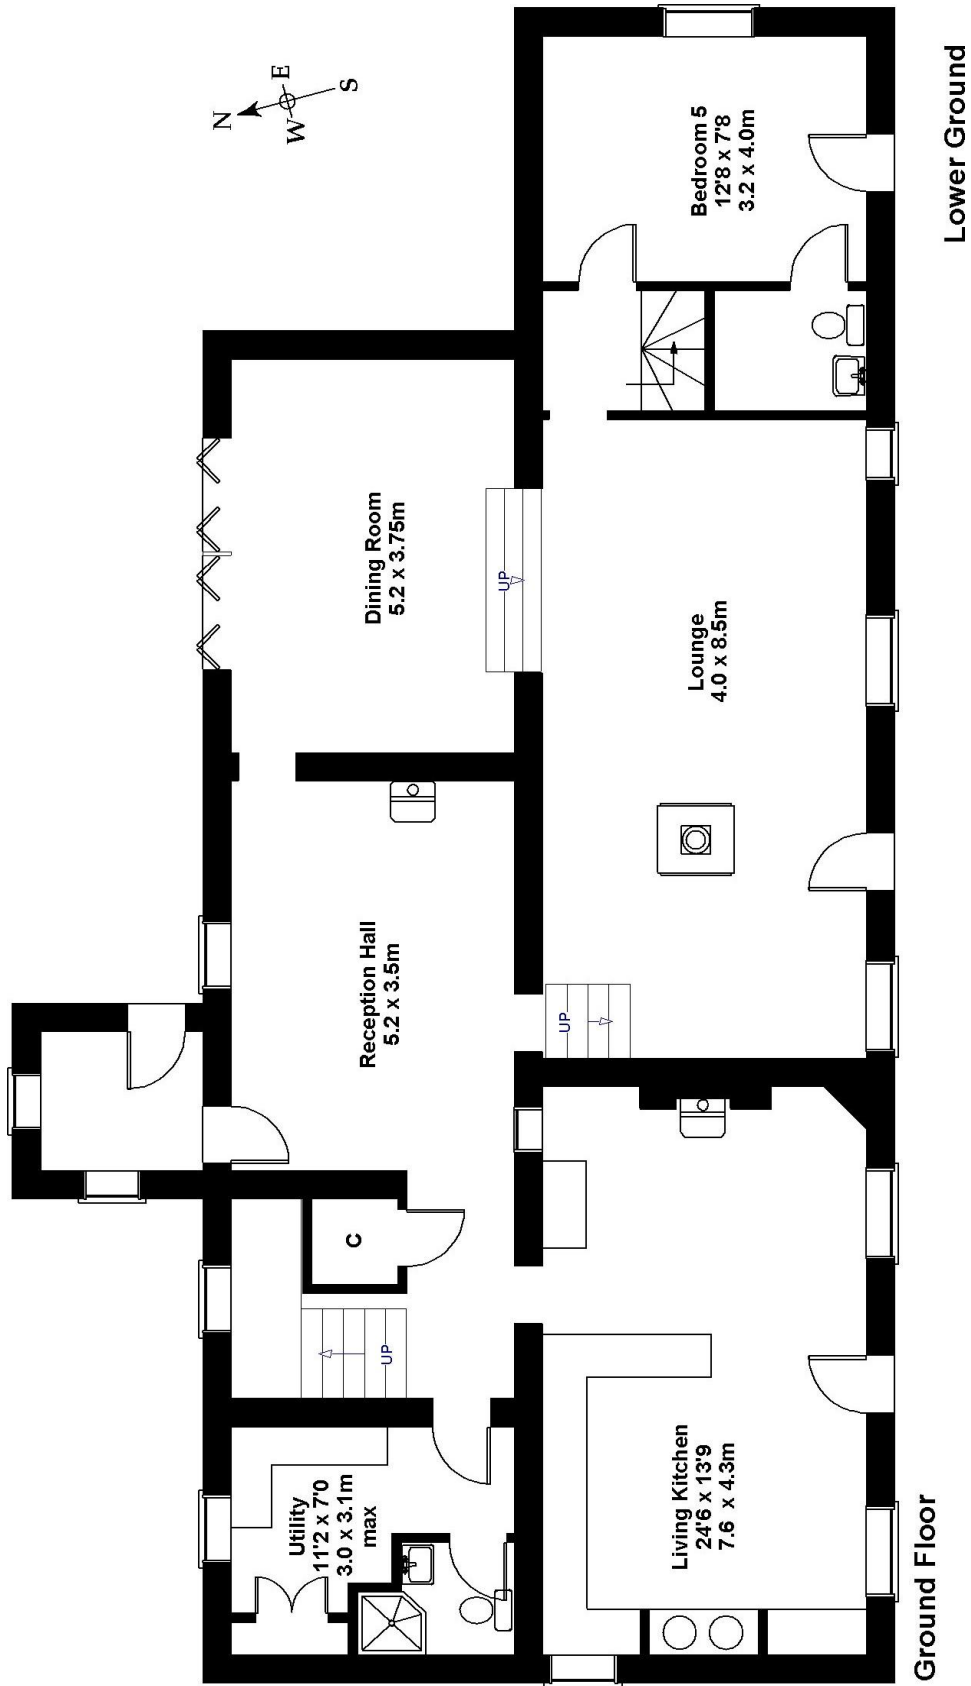 N
E
W
S
Lower Ground
Bedroom 5
12'8 x 7'8
3.2 x 4.0m
Dining Room
5.2 x 3.75m
UP
Lounge
4.0 x 8.5m
Reception Hall
5.2 x 3.5m
UP
C
UP
Utility
11'2 x 7'0
3.0 x 3.1m
max
Living Kitchen
24'6 x 13'9
7.6 x 4.3m
Ground Floor